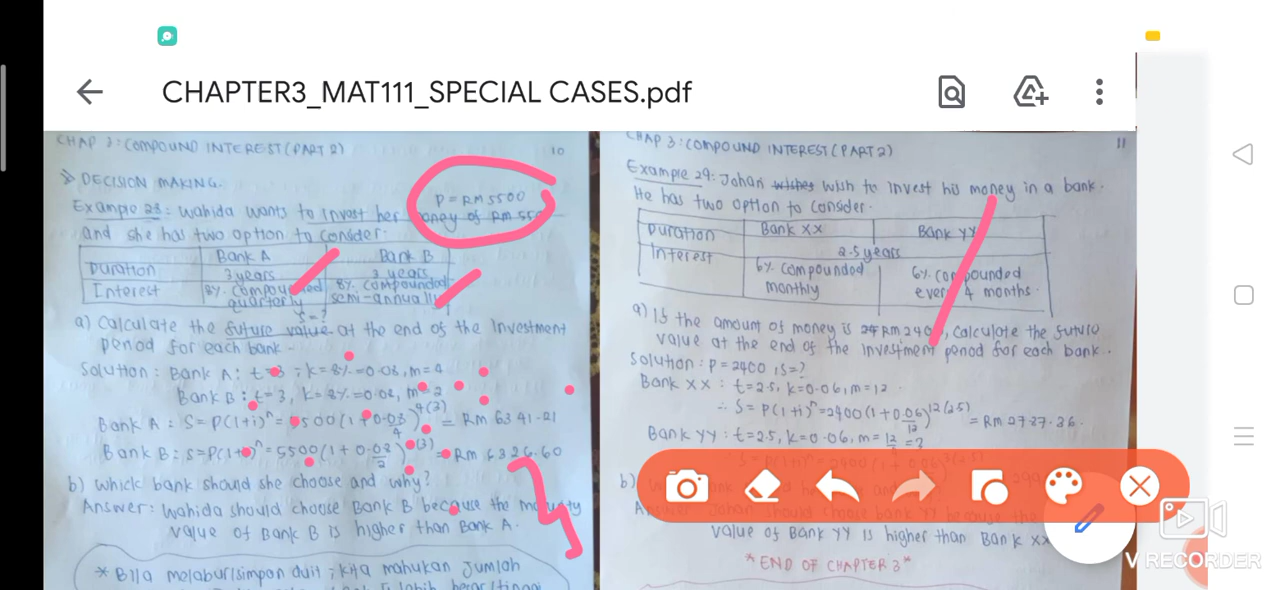 CHAPTER3_MAT111_SPECIAL CASES.pdf
CHAP 3: COMPOUND INTEREST (PART 2) 10
DECISION MAKING.
P = RM 5500
Example 23: Wahida wants to invest her money of RM
and she has two option to consider:
Bank A Bank B
Duration 3 years 3 years
Interest 8% compounded quarterly 8% compounded semi-annually
S = ?
a) Calculate the future value at the end of the investment
period for each bank.
Solution: Bank A: t=3, k=8%=0.08, m=4
Bank B: t=3, k=8%=0.08, m=2
Bank A: S=P(1+i)^n = 5500(1+0.08/4)^4(3) = RM 6341.21
Bank B: S=P(1+i)^n = 5500(1+0.08/2)^(3) = RM 6326.60
b) Which bank should she choose and why?
Answer: Wahida should choose Bank B because the maturity
value of Bank B is higher than Bank A.
* Bila melabur/simpan duit, kita mahukan jumlah
CHAP 3: COMPOUND INTEREST (PART 2) 11
Example 24: Johan wishes wish to invest his money in a bank.
He has two option to consider.
Duration Bank XX Bank YY
2.5 years
Interest 6% compounded monthly 6% compounded every 4 months.
a) If the amount of money is RM 2400, calculate the future
value at the end of the investment period for each bank.
Solution: P=2400, S=?
Bank XX: t=2.5, k=0.06, m=12.
∴ S=P(1+i)^n=2400(1+0.06/12)^12(2.5) = RM 2787.36.
Bank YY: t=2.5, k=0.06, m=12/ =?
b)
value of Bank YY is higher than Bank XX
*END OF CHAPTER 3*
V RECORDER